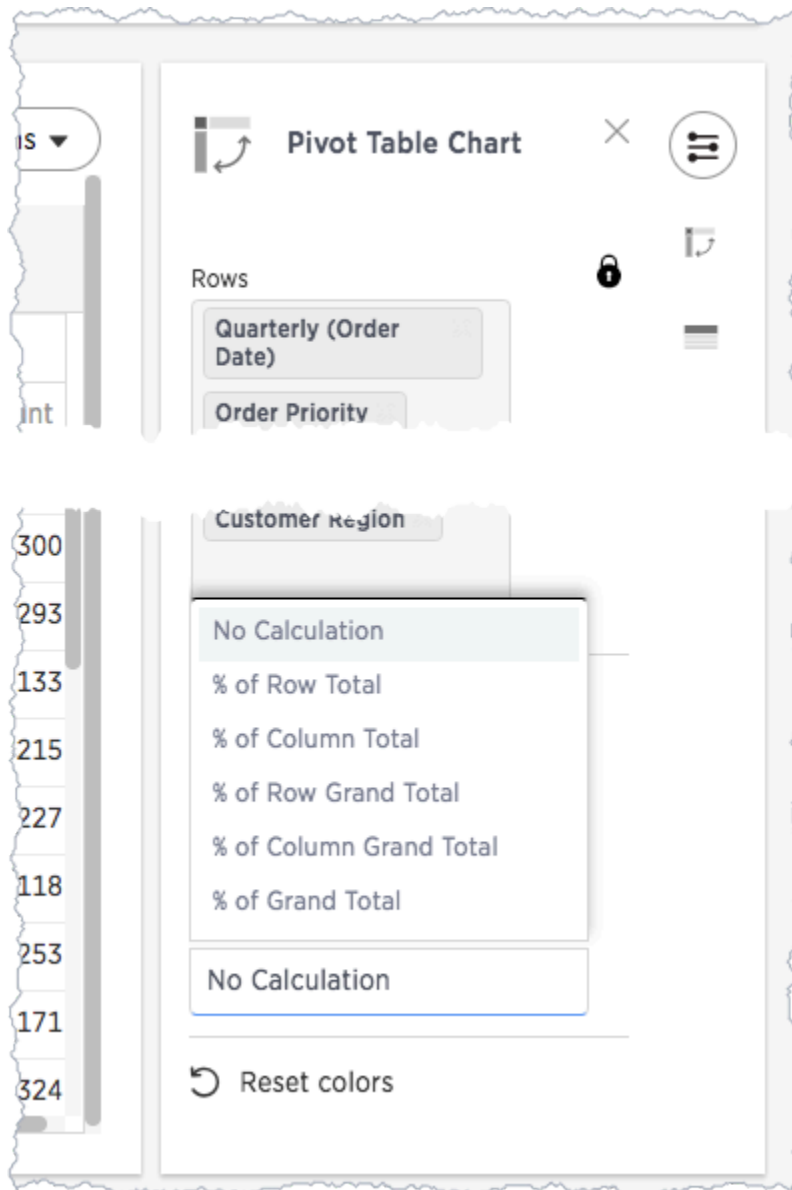 Pivot Table Chart
Rows
Quarterly (Order
Date)
Order Priority
Customer Region
300
293
133
215
227
118
253
171
324
No Calculation
% of Row Total
% of Column Total
% of Row Grand Total
% of Column Grand Total
% of Grand Total
No Calculation
Reset colors